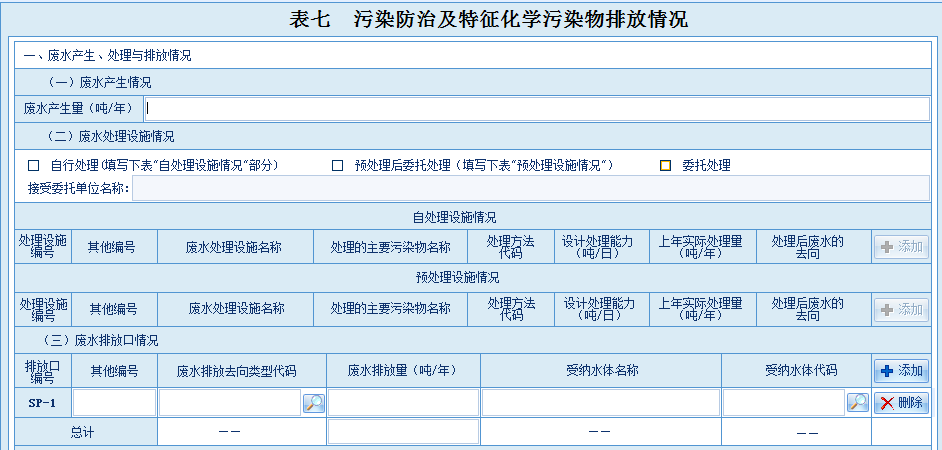 表七 污染防治及特征化学污染物排放情况
一、废水产生、处理与排放情况
（一）废水产生情况
废水产生量（吨/年）
（二）废水处理设施情况
自行处理(填写下表“自处理设施情况”部分） 预处理后委托处理（填写下表“预处理设施情况”） 委托处理
接受委托单位名称：
自处理设施情况
处理设施编号 其他编号 废水处理设施名称 处理的主要污染物名称 处理方法代码 设计处理能力（吨/日） 上年实际处理量（吨/年） 处理后废水的去向 添加
预处理设施情况
处理设施编号 其他编号 废水处理设施名称 处理的主要污染物名称 处理方法代码 设计处理能力（吨/日） 上年实际处理量（吨/年） 处理后废水的去向 添加
（三）废水排放口情况
排放口编号 其他编号 废水排放去向类型代码 废水排放量（吨/年） 受纳水体名称 受纳水体代码 添加
SP-1 删除
总计 —— —— ——